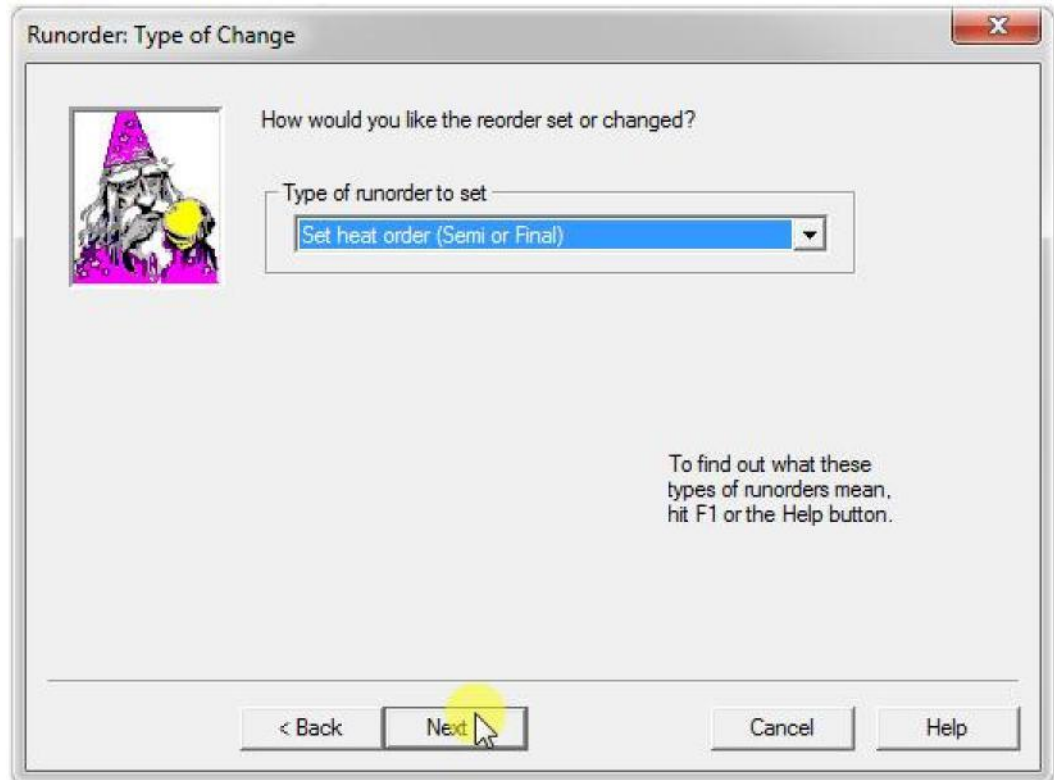 Runorder: Type of Change
How would you like the reorder set or changed?
Type of runorder to set
Set heat order (Semi or Final)
To find out what these
types of runorders mean,
hit F1 or the Help button.
< Back
Next
Cancel
Help